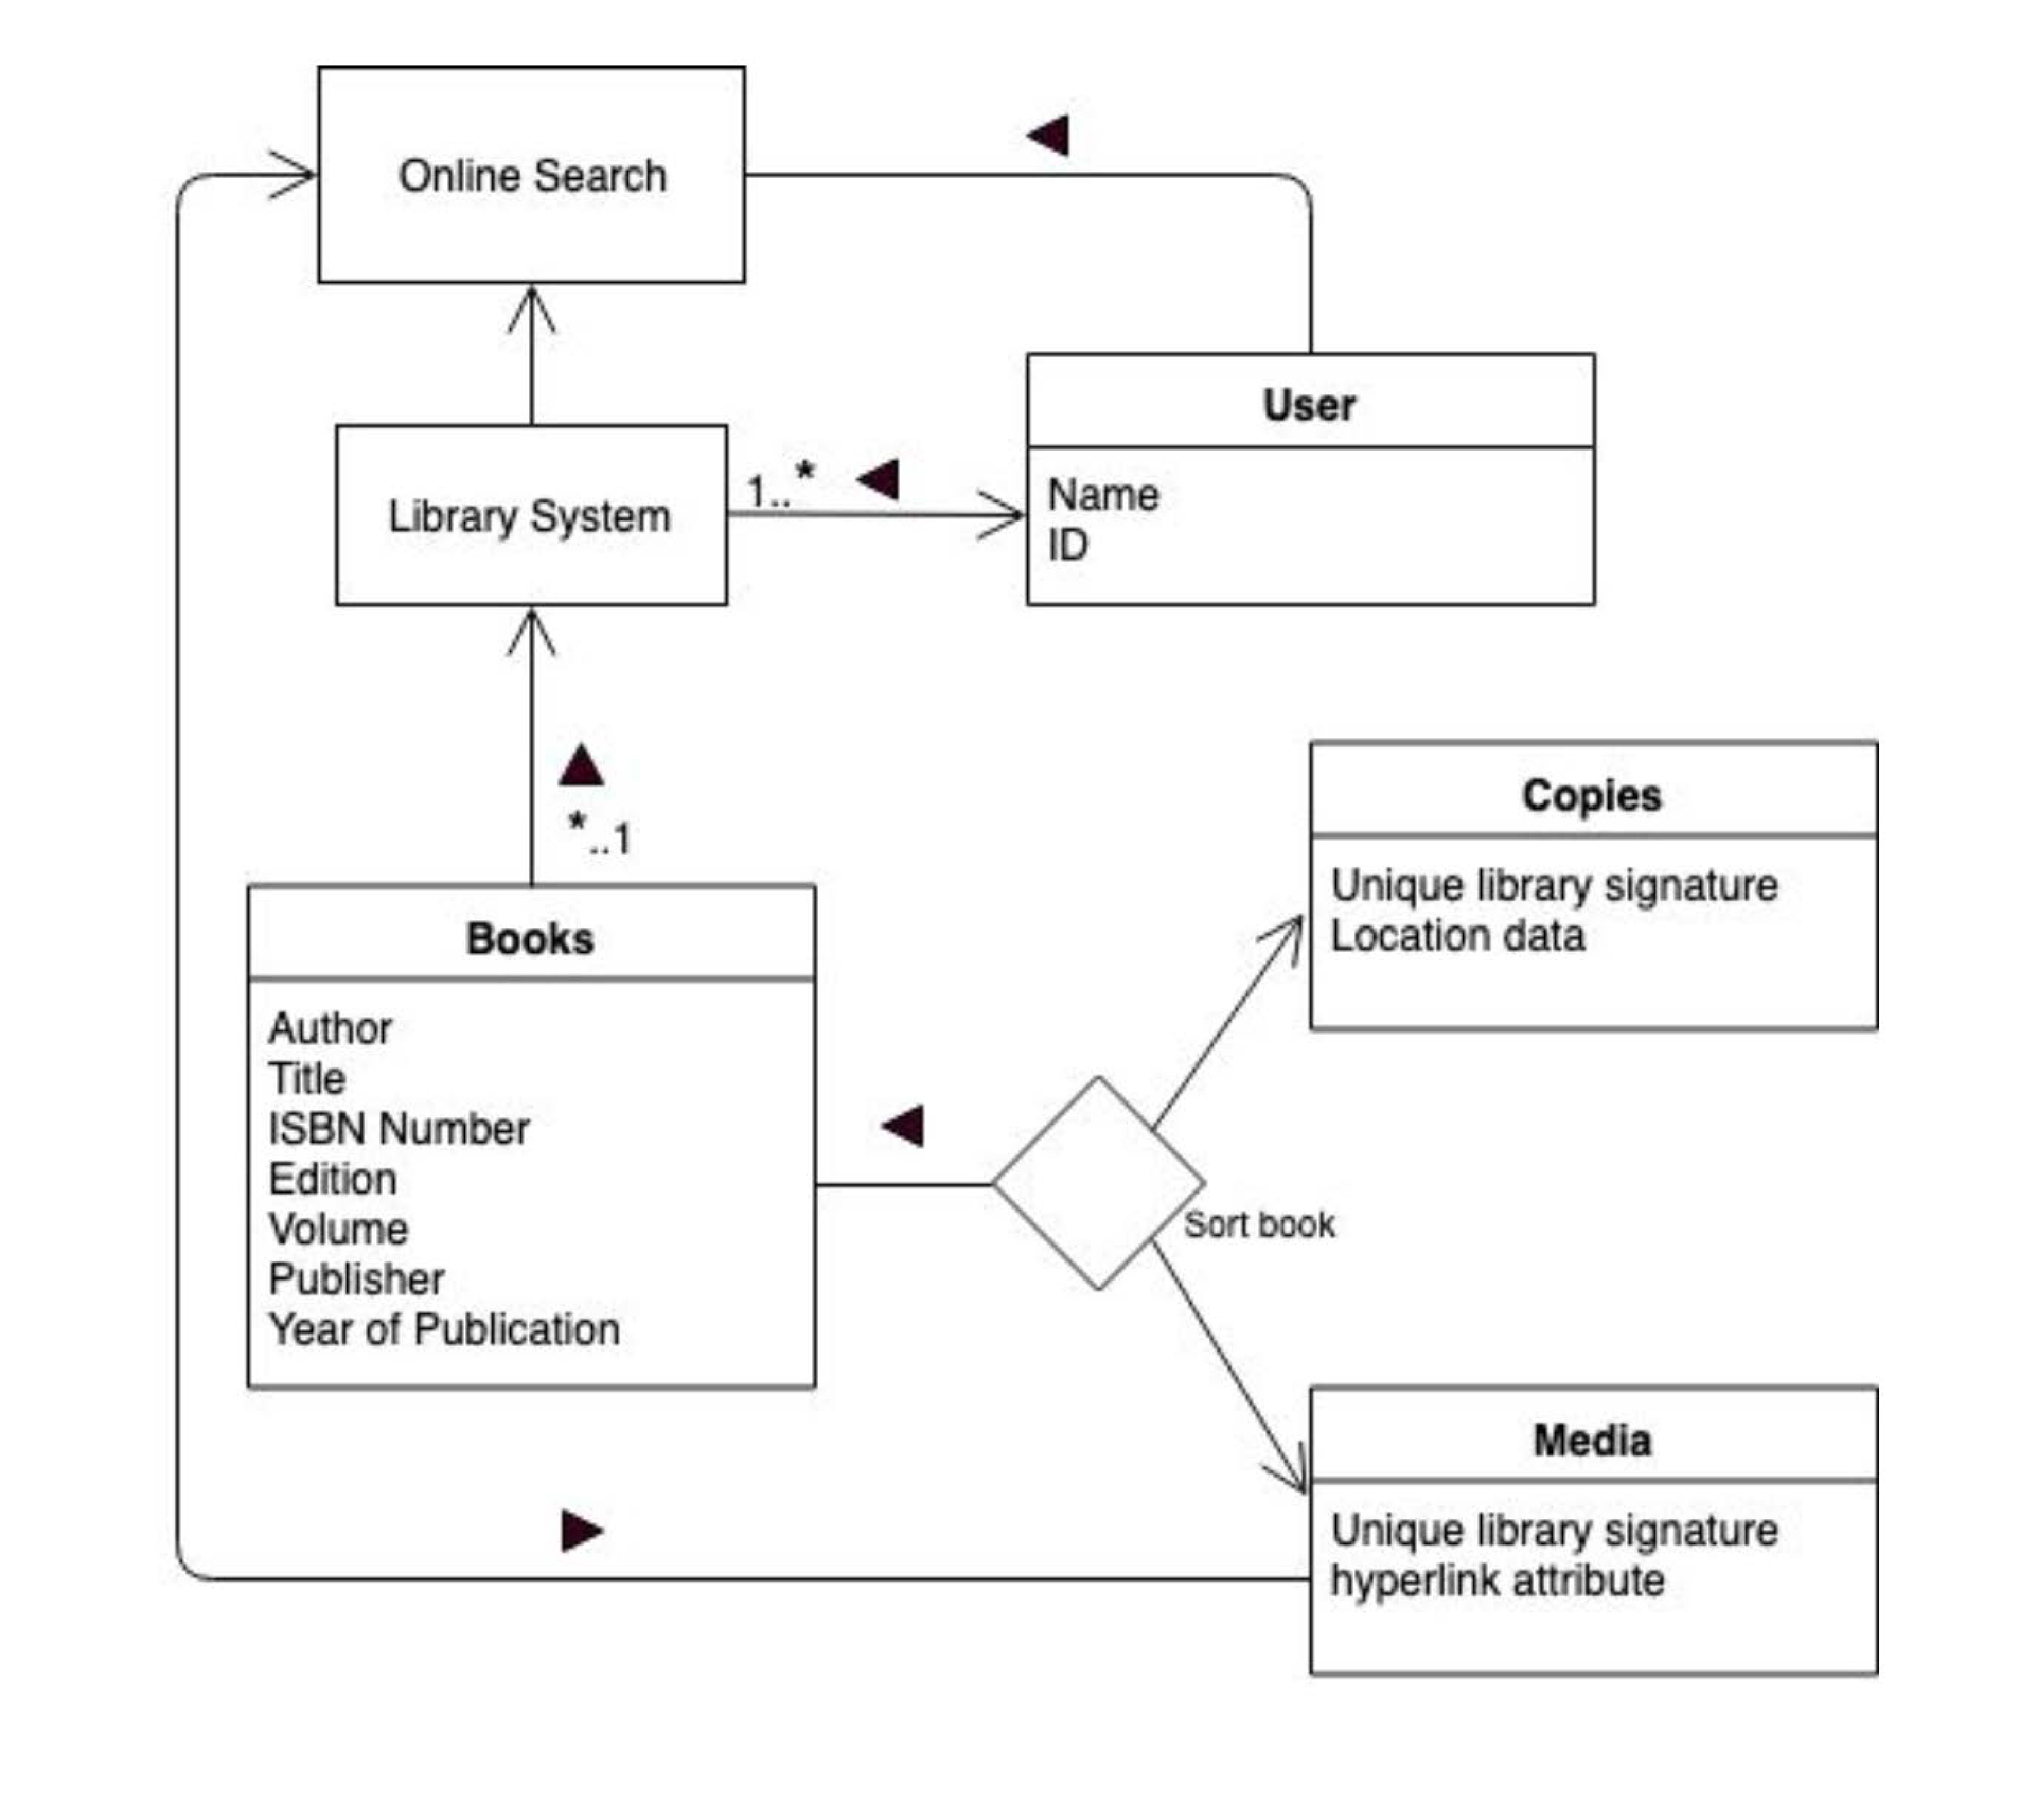 Online Search
User
Name
ID
Library System
1..*
*..1
Books
Author
Title
ISBN Number
Edition
Volume
Publisher
Year of Publication
Copies
Unique library signature
Location data
Sort book
Media
Unique library signature
hyperlink attribute